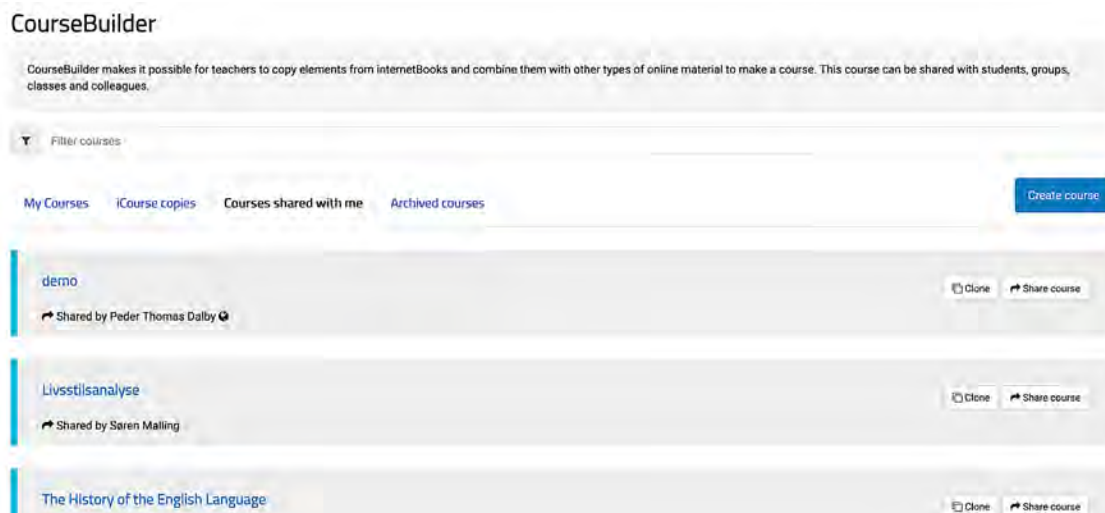 CourseBuilder
CourseBuilder makes it possible for teachers to copy elements from internetBooks and combine them with other types of online material to make a course. This course can be shared with students, groups,
classes and colleagues.
Filter courses
My Courses iCourse copies Courses shared with me Archived courses Create course
demo
Clone Share course
Shared by Peder Thomas Dalby
Livsstilsanalyse
Clone Share course
Shared by Søren Malling
The History of the English Language
Clone Share course